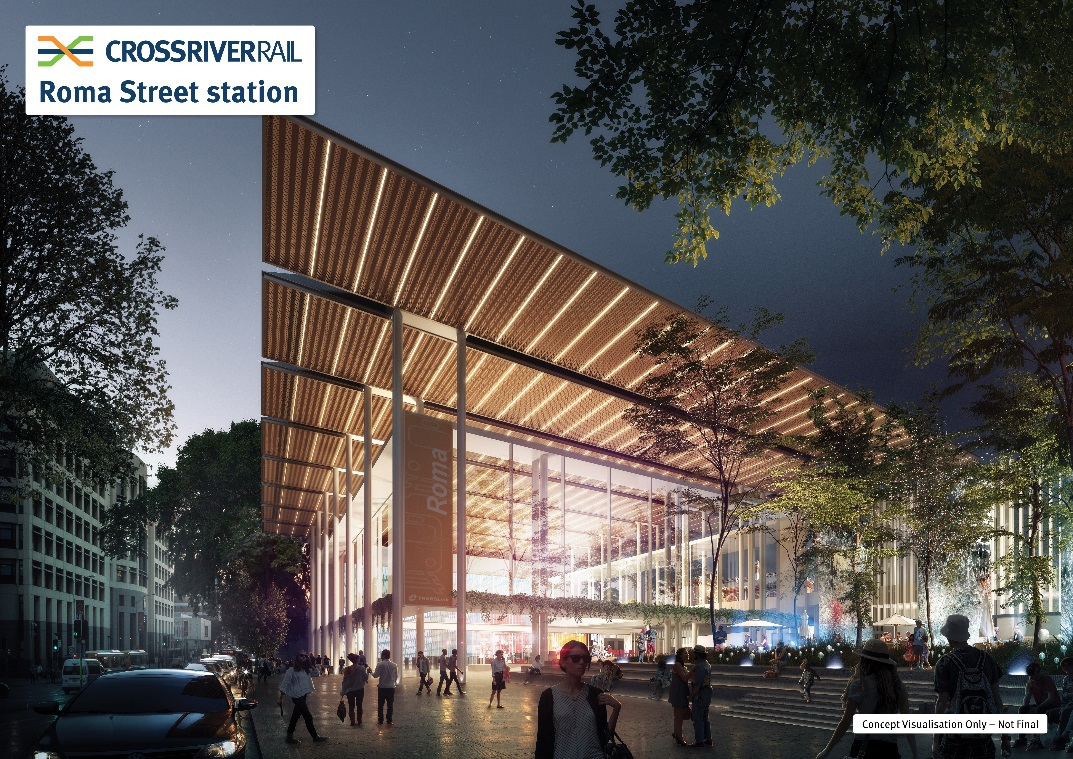 CROSSRIVERRAIL
Roma Street station
Roma
Concept Visualisation Only – Not Final